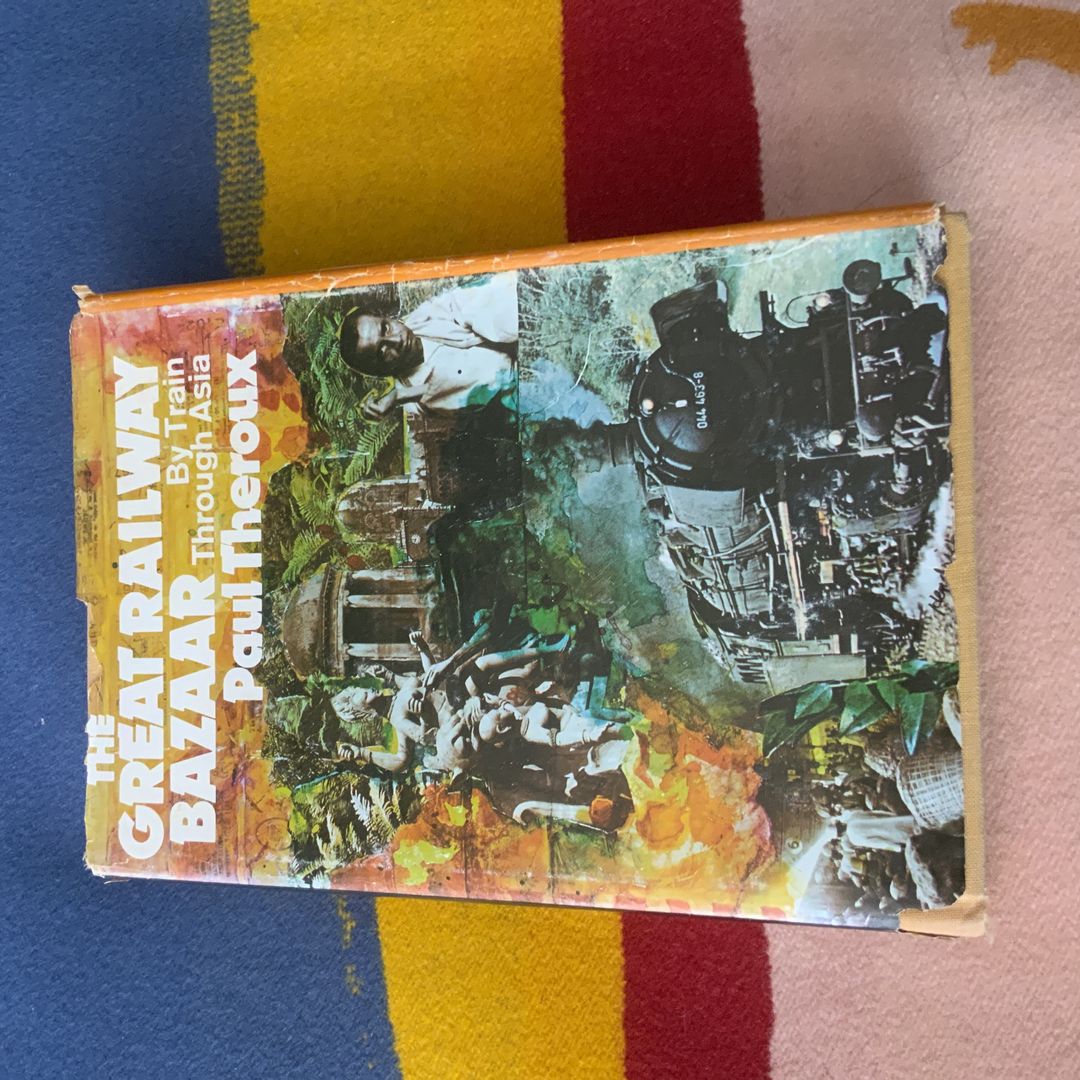 THE
GREAT RAILWAY
BAZAAR By Train
Through Asia
Paul Theroux
044 463-8